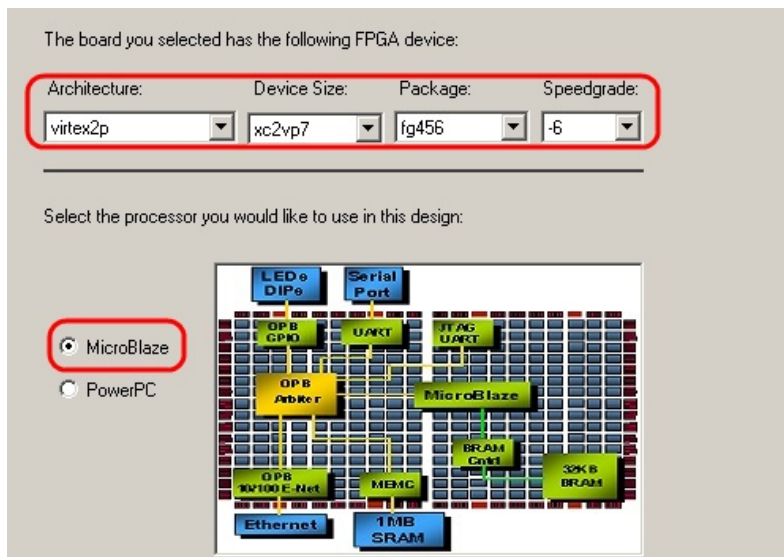 The board you selected has the following FPGA device:
Architecture: Device Size: Package: Speedgrade:
virtex2p xc2vp7 fg456 -6
Select the processor you would like to use in this design:
MicroBlaze
PowerPC
LEDs
DIPs
Serial
Port
OPB
GPIO
UART
JTAG
UART
OPB
Arbiter
MicroBlaze
BRAM
Cntrl
32KB
BRAM
OPB
10/100 E-Net
MEMC
Ethernet
1MB
SRAM